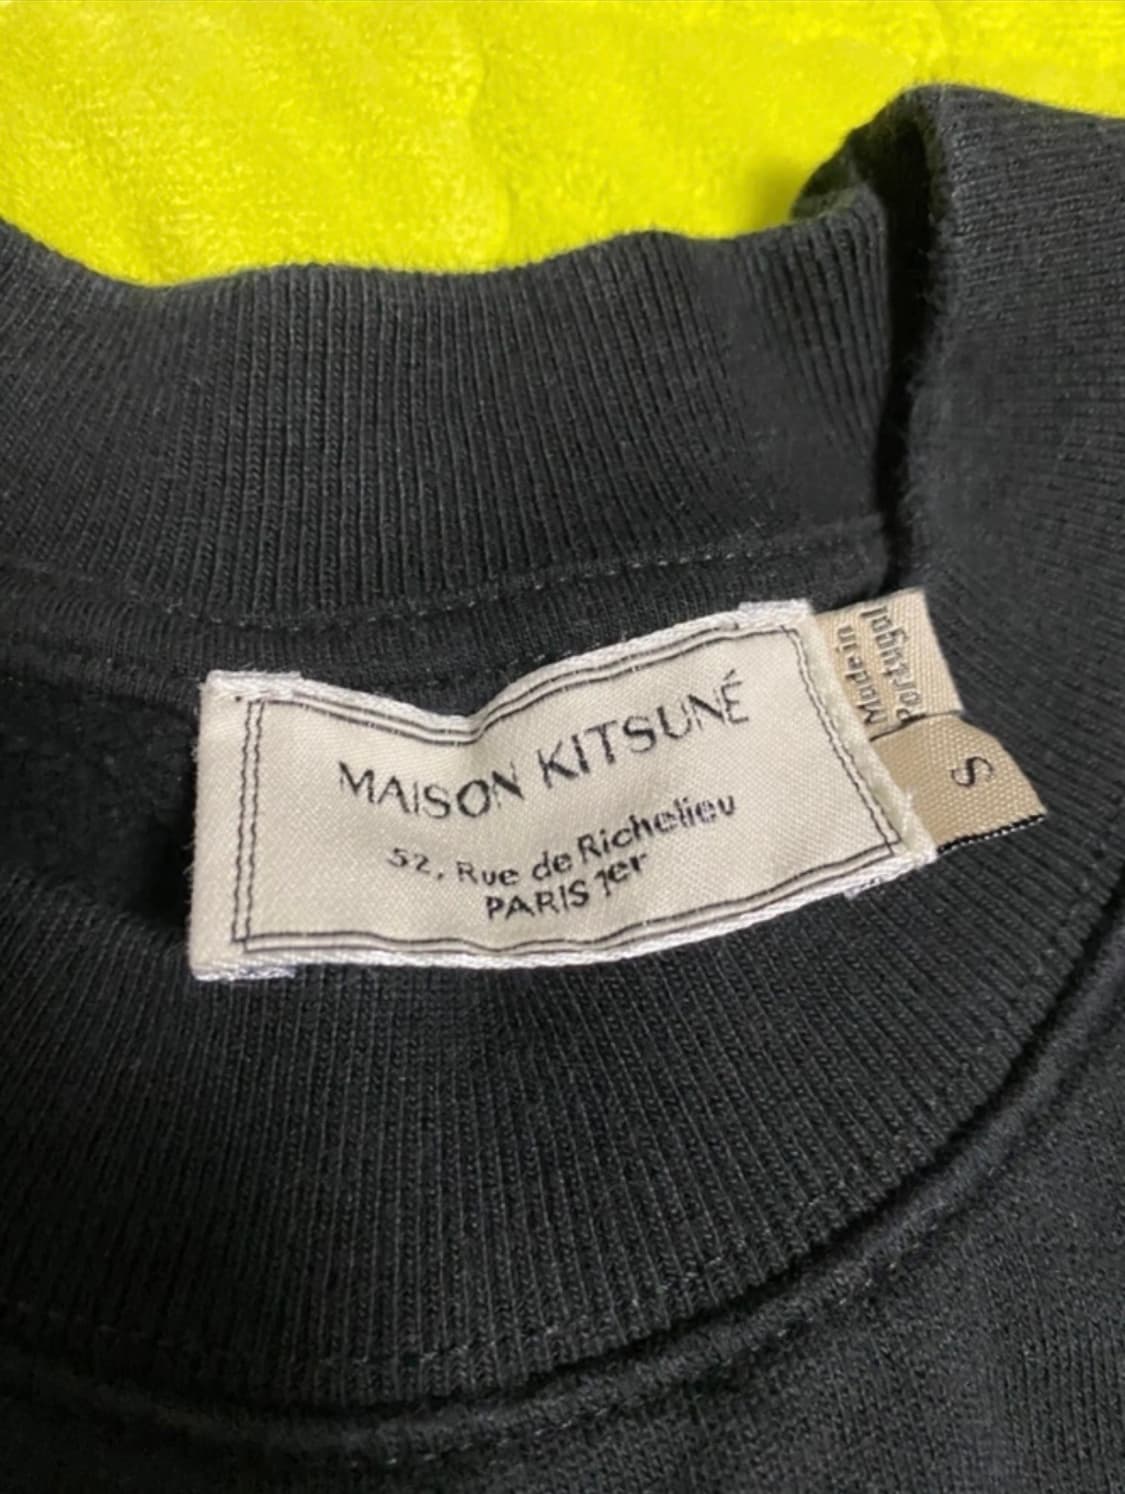 MAISON KITSUNÉ
52, Rue de Richelieu
PARIS 1er
Made in
Portugal
S